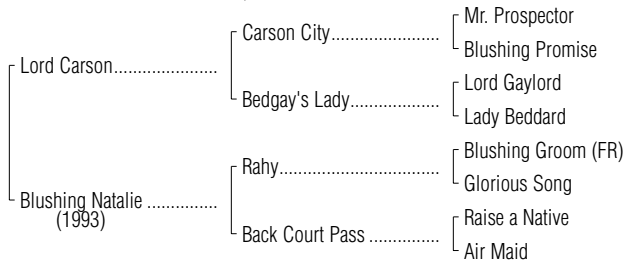 Mr. Prospector
Carson City.....................
Blushing Promise
Lord Carson....................
Lord Gaylord
Bedgay's Lady.................
Lady Beddard
Blushing Groom (FR)
Rahy...............................
Glorious Song
Blushing Natalie .............
(1993)
Raise a Native
Back Court Pass .............
Air Maid